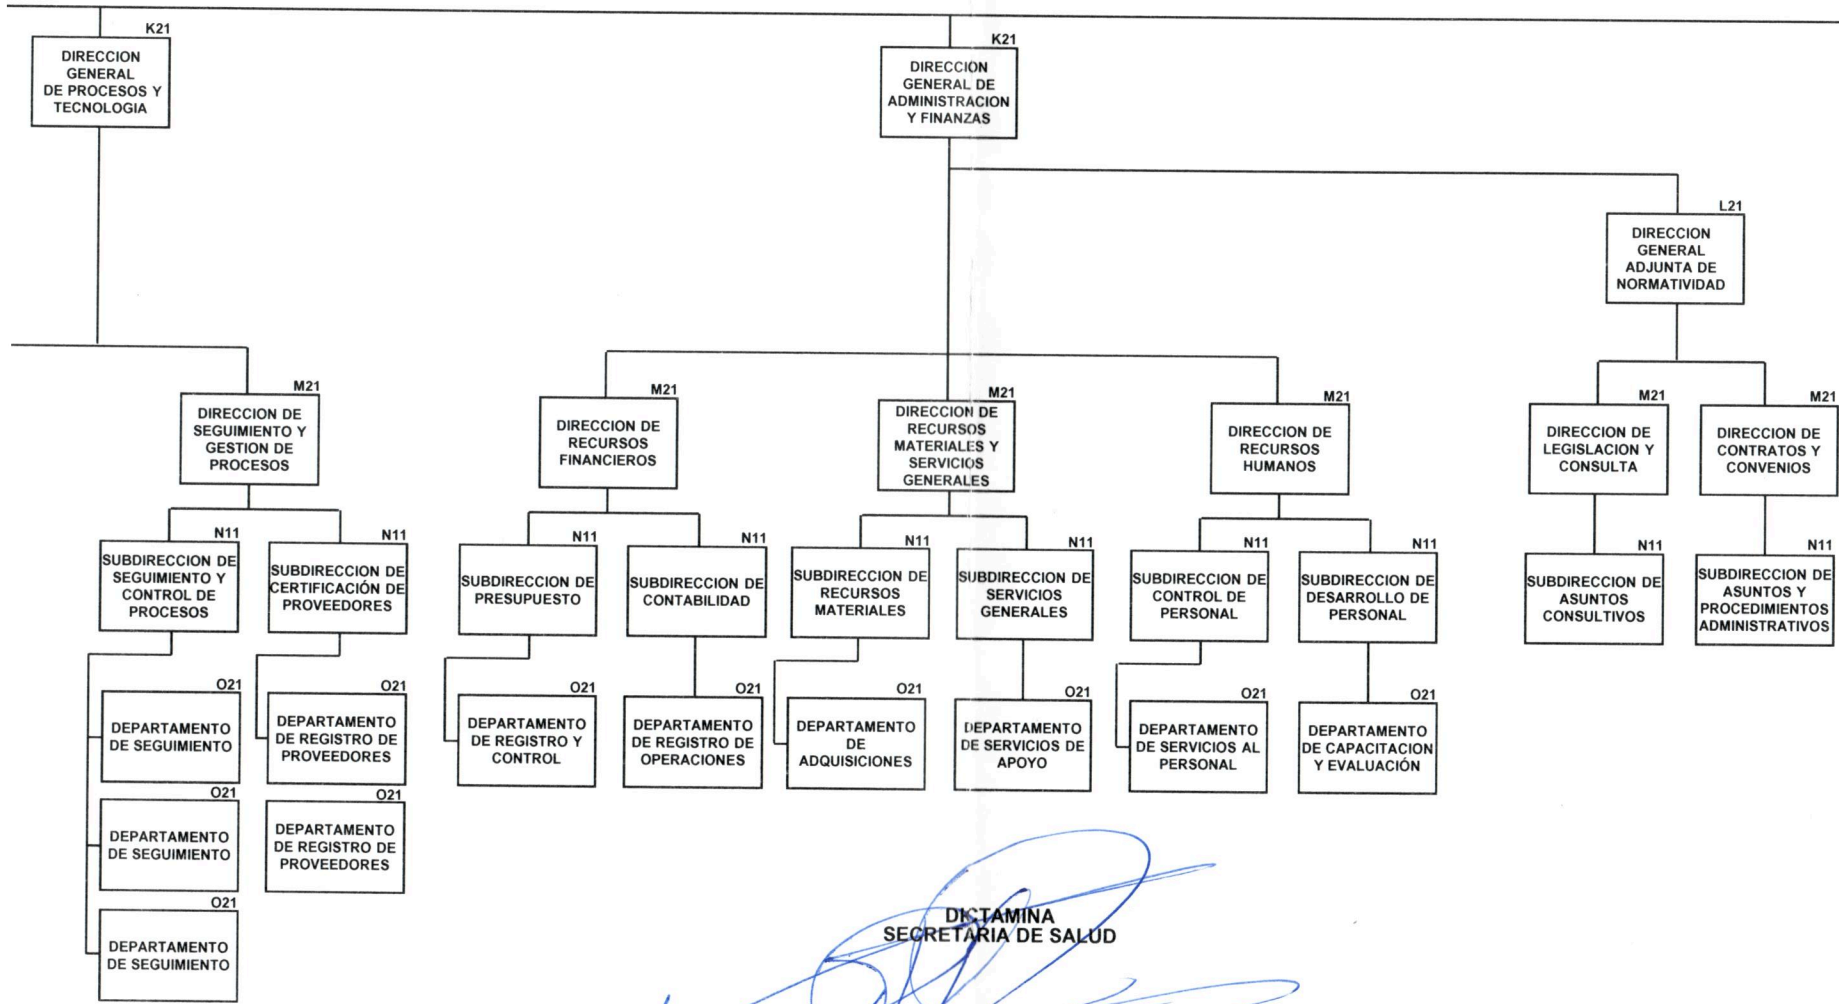 K21
DIRECCION
GENERAL
DE PROCESOS Y
TECNOLOGIA
K21
DIRECCION
GENERAL DE
ADMINISTRACION
Y FINANZAS
L21
DIRECCION
GENERAL
ADJUNTA DE
NORMATIVIDAD
M21
DIRECCION DE
SEGUIMIENTO Y
GESTION DE
PROCESOS
M21
DIRECCION DE
RECURSOS
FINANCIEROS
M21
DIRECCION DE
RECURSOS
MATERIALES Y
SERVICIOS
GENERALES
M21
DIRECCION DE
RECURSOS
HUMANOS
M21
DIRECCION DE
LEGISLACION Y
CONSULTA
M21
DIRECCION DE
CONTRATOS Y
CONVENIOS
N11
SUBDIRECCION DE
SEGUIMIENTO Y
CONTROL DE
PROCESOS
N11
SUBDIRECCION DE
CERTIFICACIÓN DE
PROVEEDORES
N11
SUBDIRECCION DE
PRESUPUESTO
N11
SUBDIRECCION DE
CONTABILIDAD
N11
SUBDIRECCION DE
RECURSOS
MATERIALES
N11
SUBDIRECCION DE
SERVICIOS
GENERALES
N11
SUBDIRECCION DE
CONTROL DE
PERSONAL
N11
SUBDIRECCION DE
DESARROLLO DE
PERSONAL
N11
SUBDIRECCION DE
ASUNTOS
CONSULTIVOS
N11
SUBDIRECCION DE
ASUNTOS Y
PROCEDIMIENTOS
ADMINISTRATIVOS
O21
DEPARTAMENTO
DE SEGUIMIENTO
O21
DEPARTAMENTO
DE REGISTRO DE
PROVEEDORES
O21
DEPARTAMENTO
DE REGISTRO Y
CONTROL
O21
DEPARTAMENTO
DE REGISTRO DE
OPERACIONES
O21
DEPARTAMENTO
DE
ADQUISICIONES
O21
DEPARTAMENTO
DE SERVICIOS DE
APOYO
O21
DEPARTAMENTO
DE SERVICIOS AL
PERSONAL
O21
DEPARTAMENTO
DE CAPACITACION
Y EVALUACIÓN
O21
DEPARTAMENTO
DE SEGUIMIENTO
O21
DEPARTAMENTO
DE REGISTRO DE
PROVEEDORES
O21
DEPARTAMENTO
DE SEGUIMIENTO
DICTAMINA
SECRETARIA DE SALUD